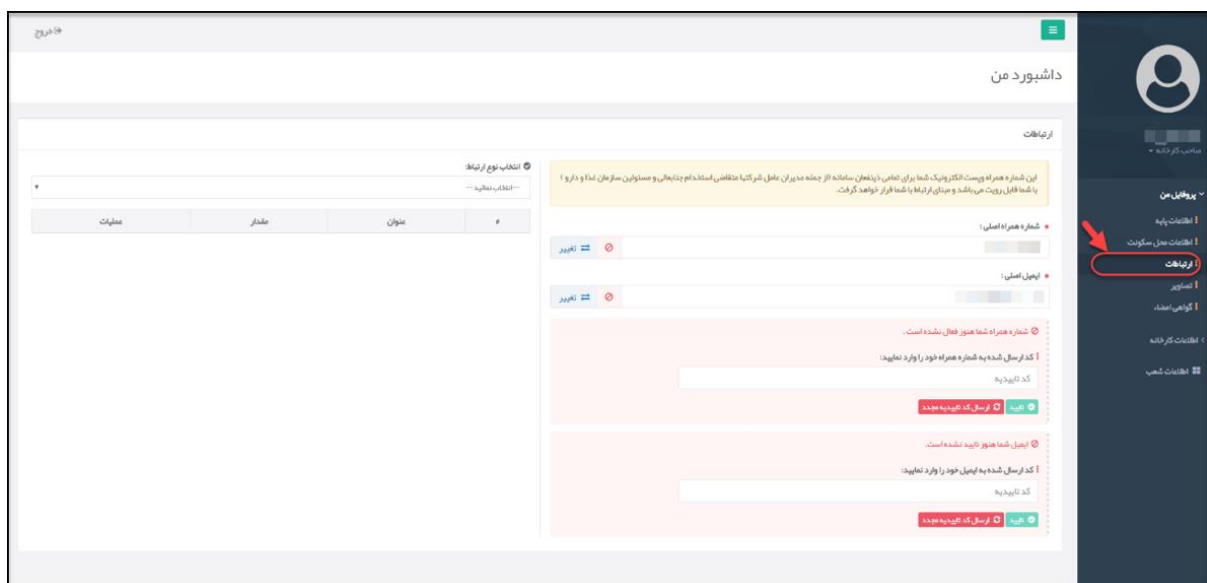 خروج
داشبورد من
ارتباطات
این شماره همراه وپست الکترونیک شما برای تمامی ذینفعان سامانه (از جمله مدیران عامل شرکتها متقاضی استخدام جنابعالی و مسئولین سازمان غذا و دارو )
با شما قابل رویت می باشد و مبنای ارتباط با شما قرار خواهد گرفت.
* شماره همراه اصلی :
تغییر
* ایمیل اصلی :
تغییر
شماره همراه شما هنوز فعال نشده است .
کد ارسال شده به شماره همراه خود را وارد نمایید:
کد تاییدیه
تایید ارسال کد تاییدیه مجدد
ایمیل شما هنوز تایید نشده است.
کد ارسال شده به ایمیل خود را وارد نمایید:
کد تاییدیه
تایید ارسال کد تاییدیه مجدد
انتخاب نوع ارتباط:
---انتخاب نمائید ---
# عنوان مقدار عملیات
صاحب کارخانه
پروفایل من
اطلاعات پایه
اطلاعات محل سکونت
ارتباطات
تصاویر
گواهی امضاء
اطلاعات کارخانه
اطلاعات شعب